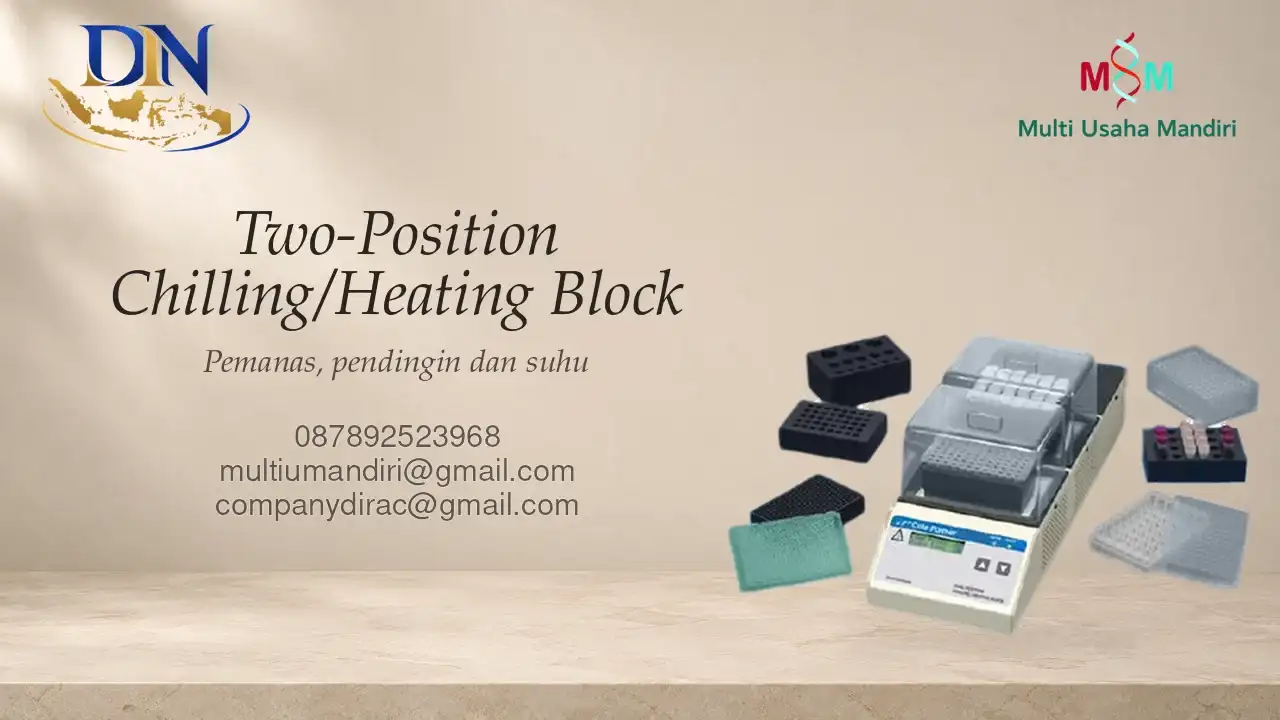 DN
MSM
Multi Usaha Mandiri
Two-Position
Chilling/Heating Block
Pemanas, pendingin dan suhu
087892523968
multiumandiri@gmail.com
companydirac@gmail.com
Cole-Parmer